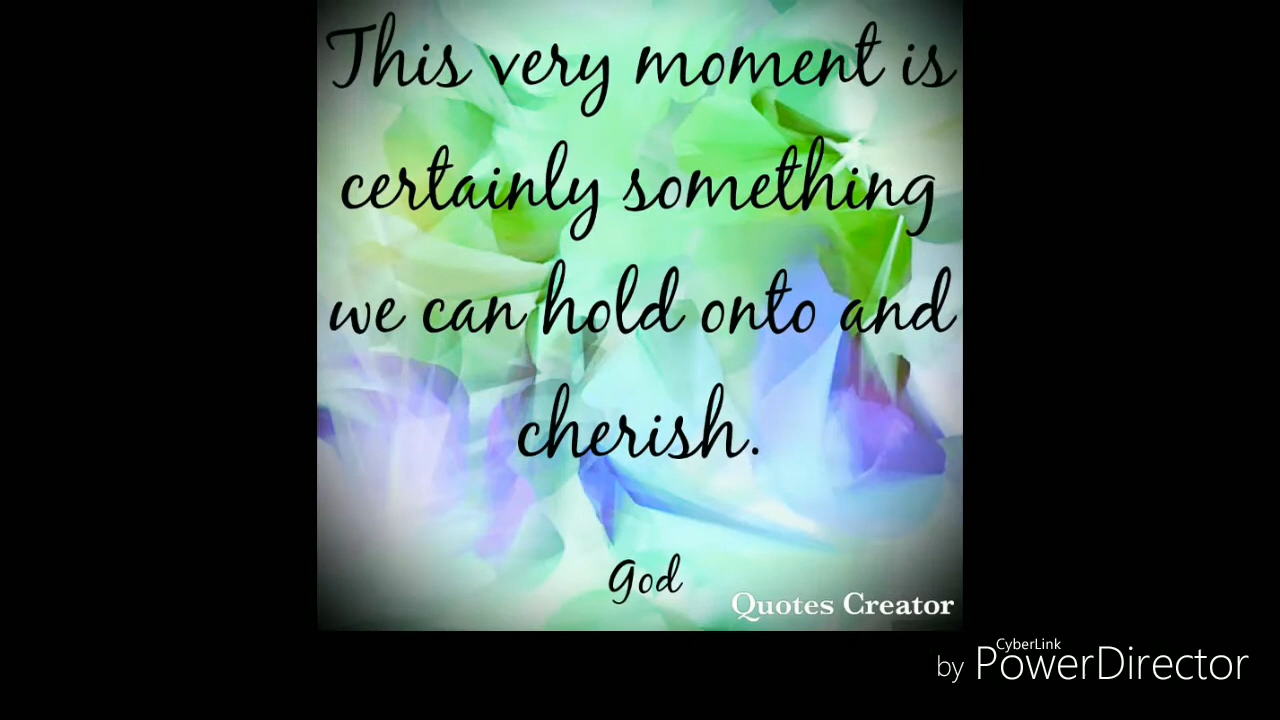 This very moment is
certainly something
we can hold onto and
cherish.
God
Quotes Creator
CyberLink
by PowerDirector